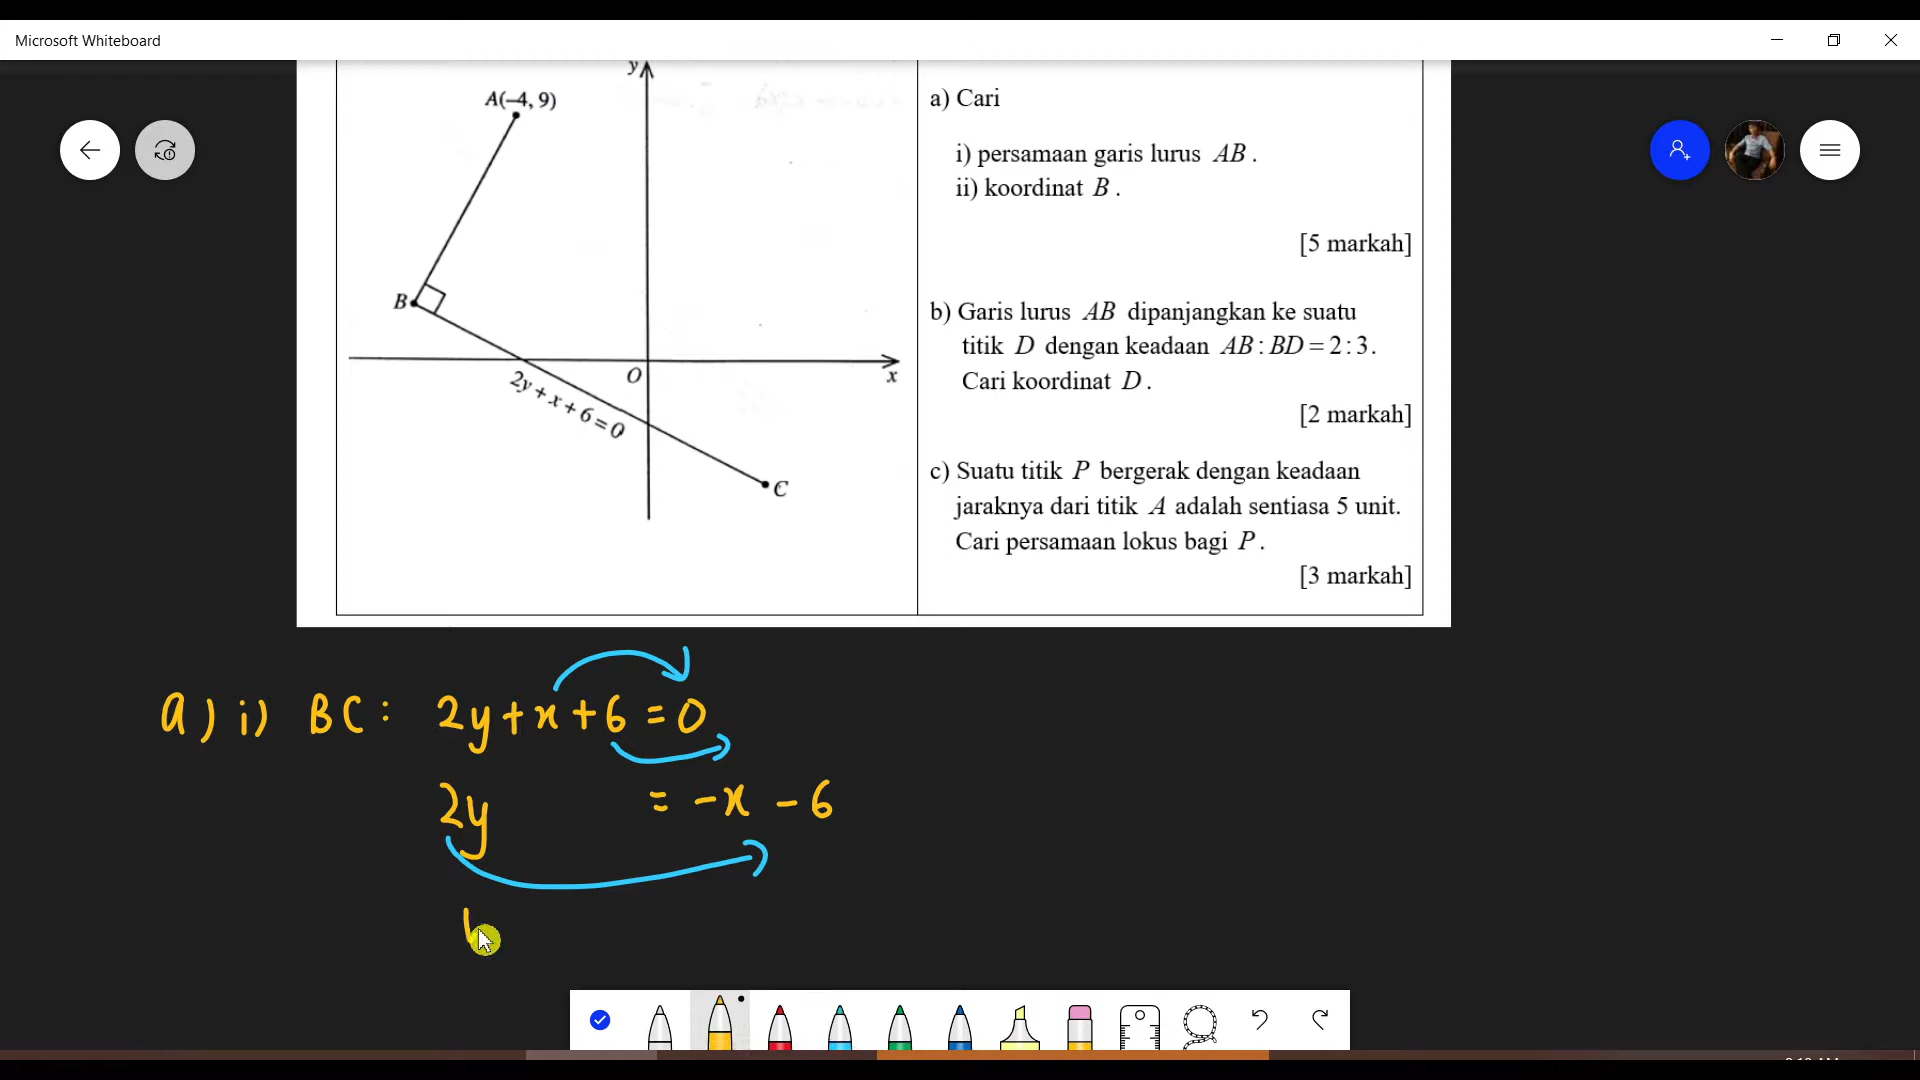 Microsoft Whiteboard
y
A(–4, 9)
B
O
x
2y + x + 6 = 0
C
a) Cari
i) persamaan garis lurus AB.
ii) koordinat B.
[5 markah]
b) Garis lurus AB dipanjangkan ke suatu
titik D dengan keadaan AB : BD = 2 : 3.
Cari koordinat D.
[2 markah]
c) Suatu titik P bergerak dengan keadaan
jaraknya dari titik A adalah sentiasa 5 unit.
Cari persamaan lokus bagi P.
[3 markah]
a) i) BC: 2y + x + 6 = 0
2y = -x - 6